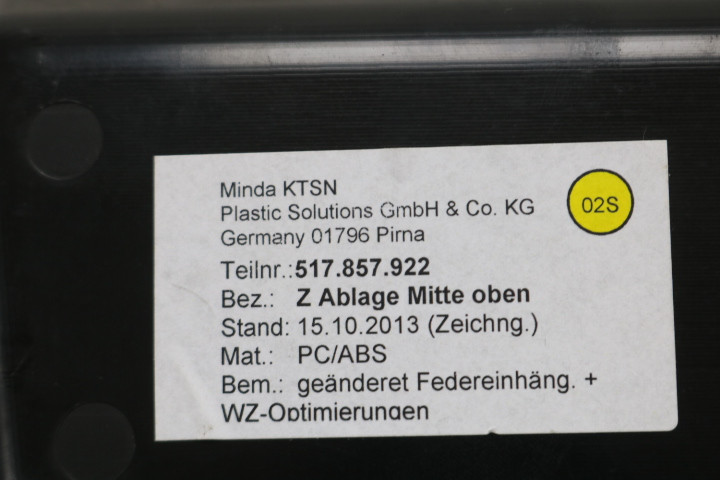 Minda KTSN
Plastic Solutions GmbH & Co. KG
Germany 01796 Pirna
02S
Teilnr.:517.857.922
Bez.: Z Ablage Mitte oben
Stand: 15.10.2013 (Zeichng.)
Mat.: PC/ABS
Bem.: geänderet Federeinhäng. +
WZ-Optimierungen